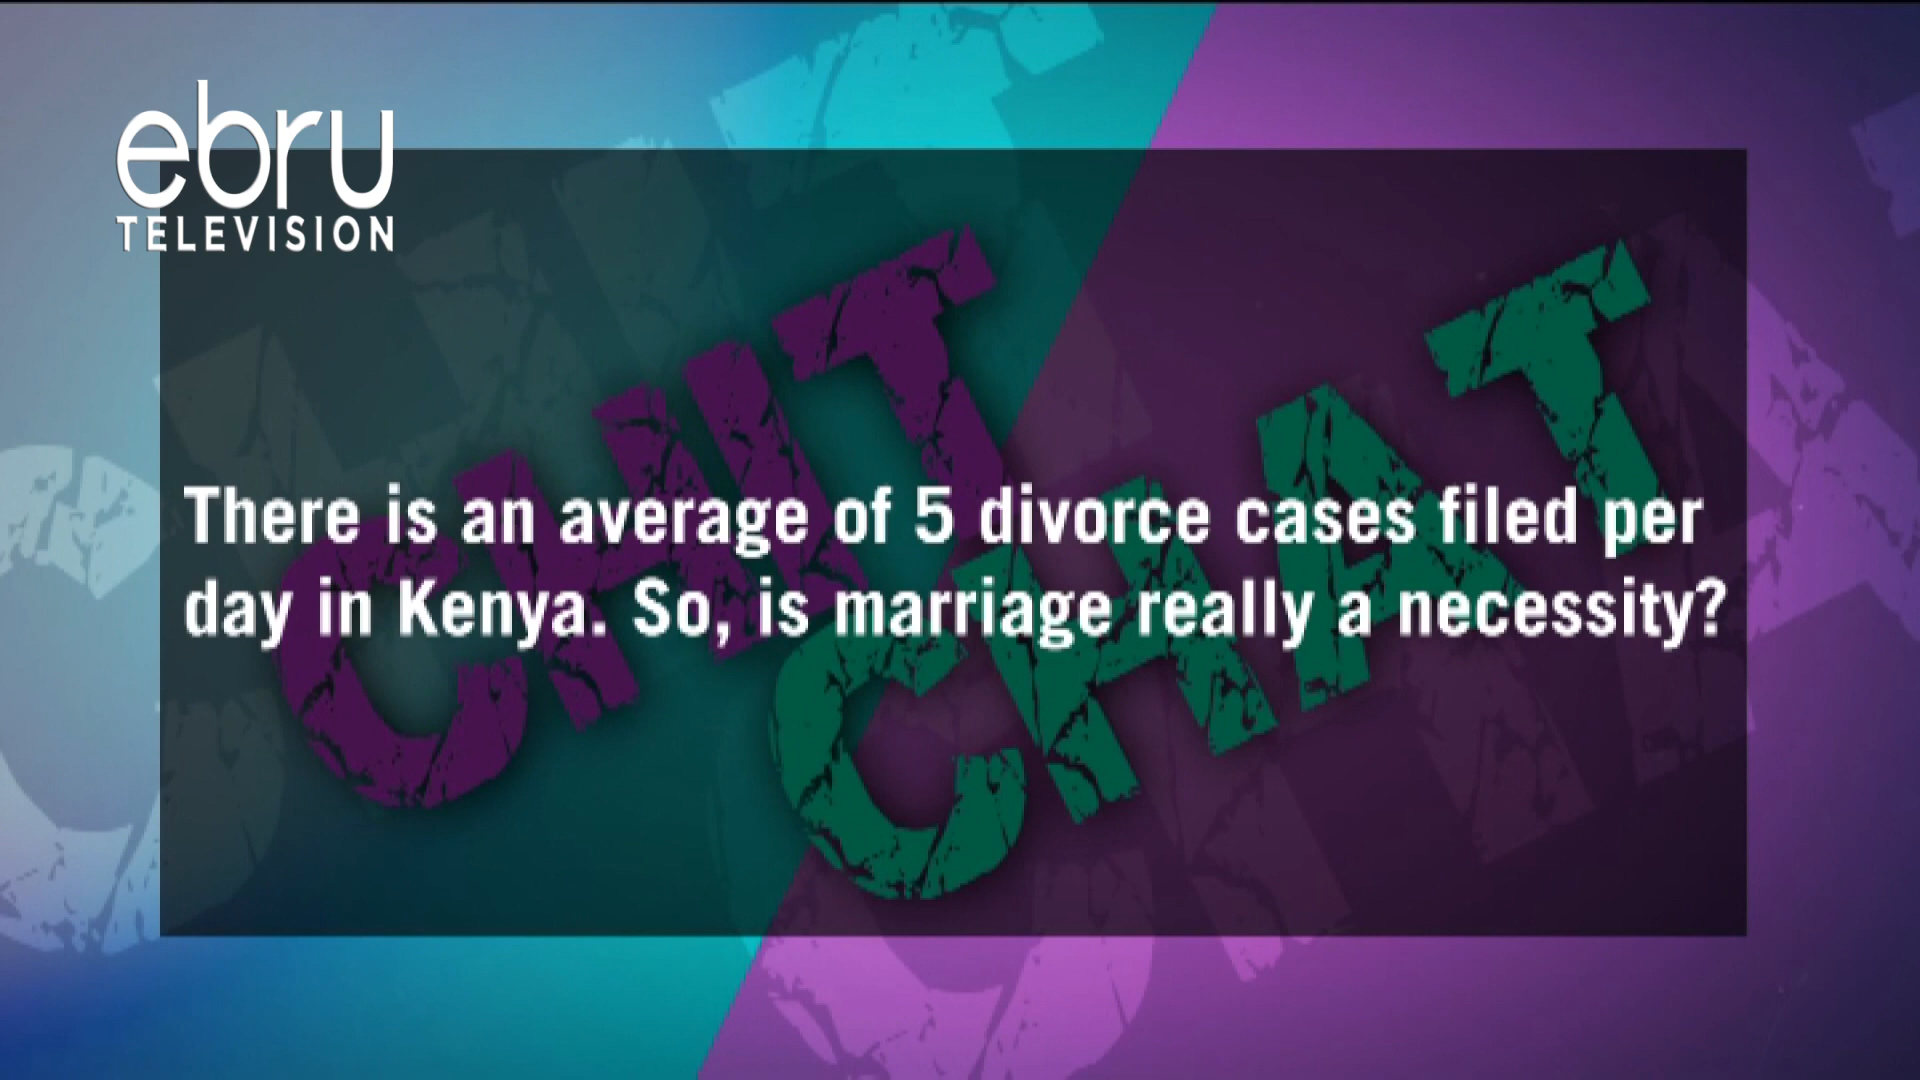 ebru
TELEVISION
CHIT
CHAT
There is an average of 5 divorce cases filed per
day in Kenya. So, is marriage really a necessity?